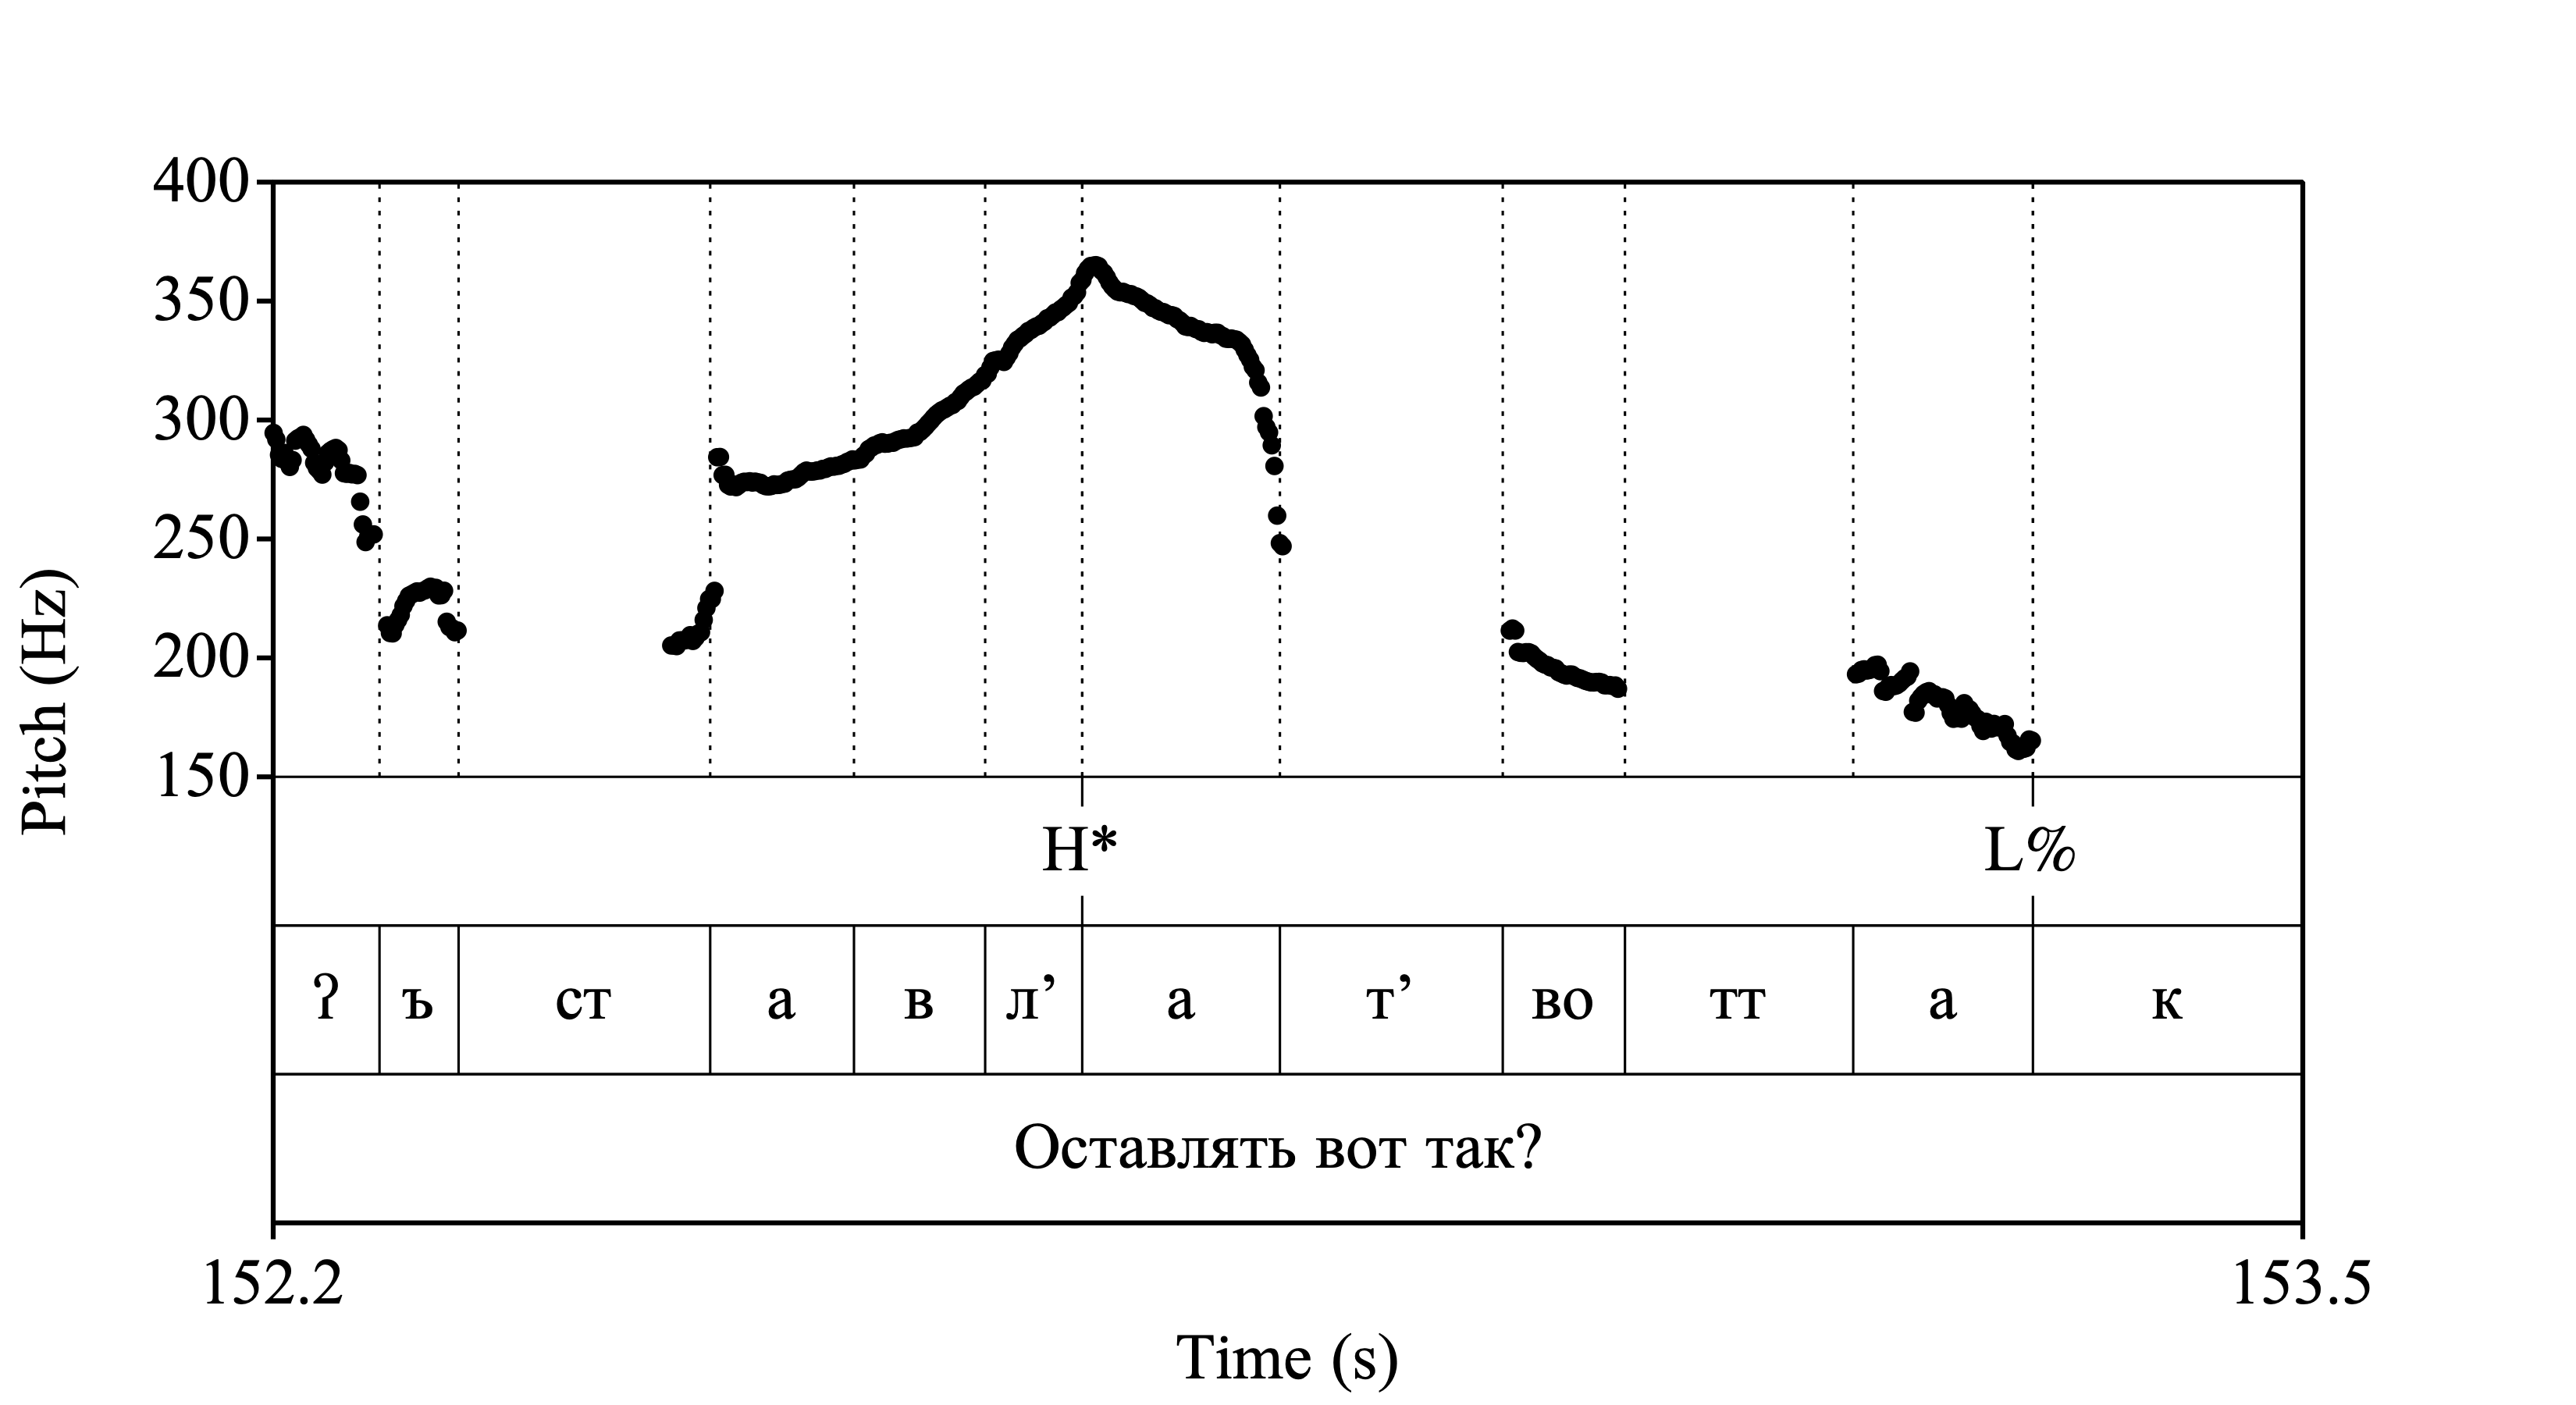 400
350
300
250
200
150
Pitch (Hz)
H* L%
ʔ ъ ст а в л’ а т’ во тт а к
Оставлять вот так?
152.2 153.5
Time (s)